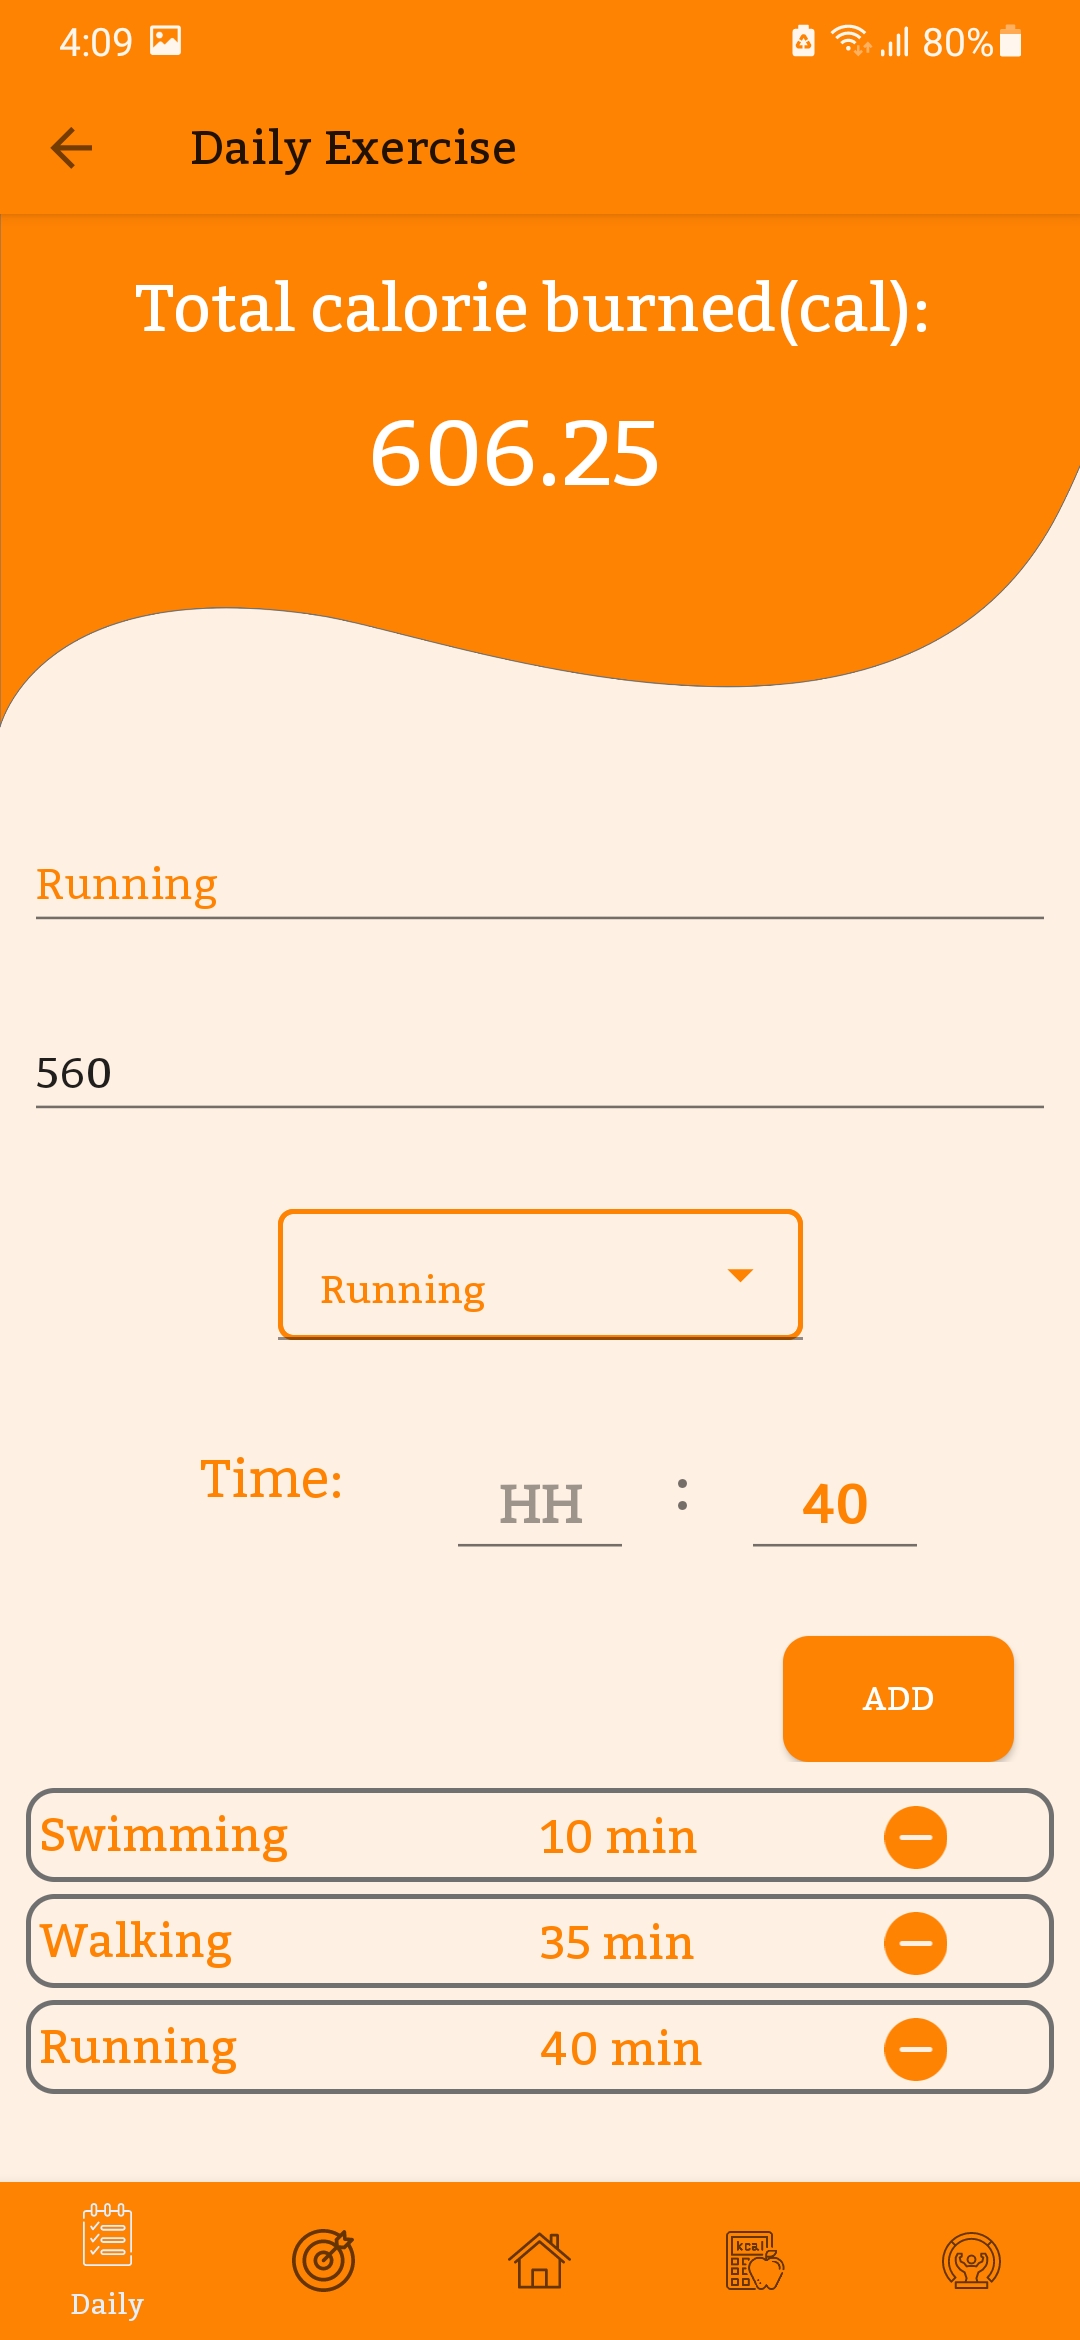 4:09 80%
Daily Exercise
Total calorie burned(cal):
606.25
Running
560
Running
Time: HH : 40
ADD
Swimming 10 min
Walking 35 min
Running 40 min
kcal
Daily